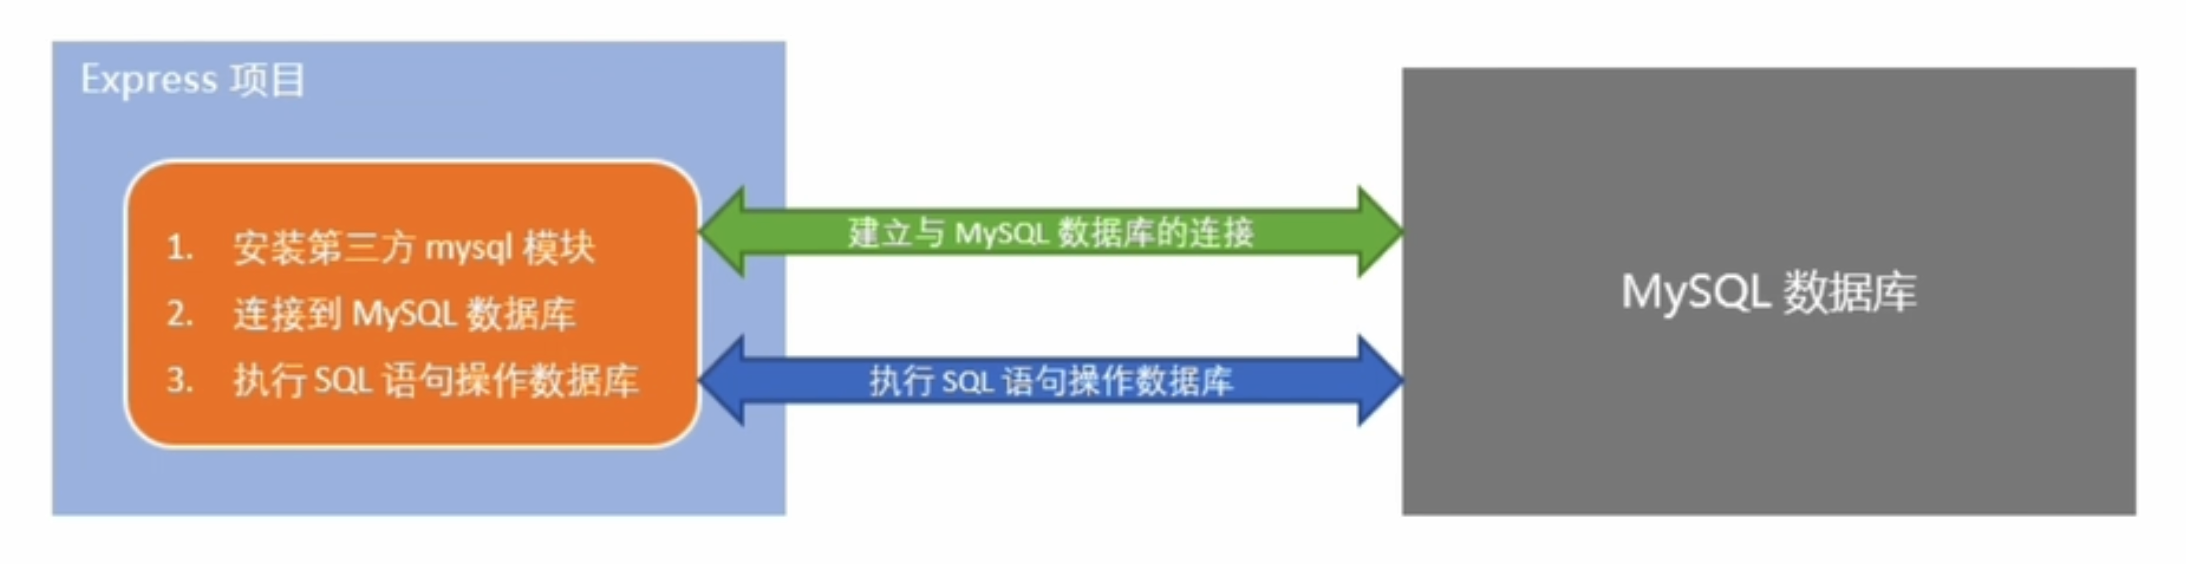 Express 项目
1. 安装第三方 mysql 模块
2. 连接到 MySQL 数据库
3. 执行 SQL 语句操作数据库
建立与 MySQL 数据库的连接
执行 SQL 语句操作数据库
MySQL 数据库